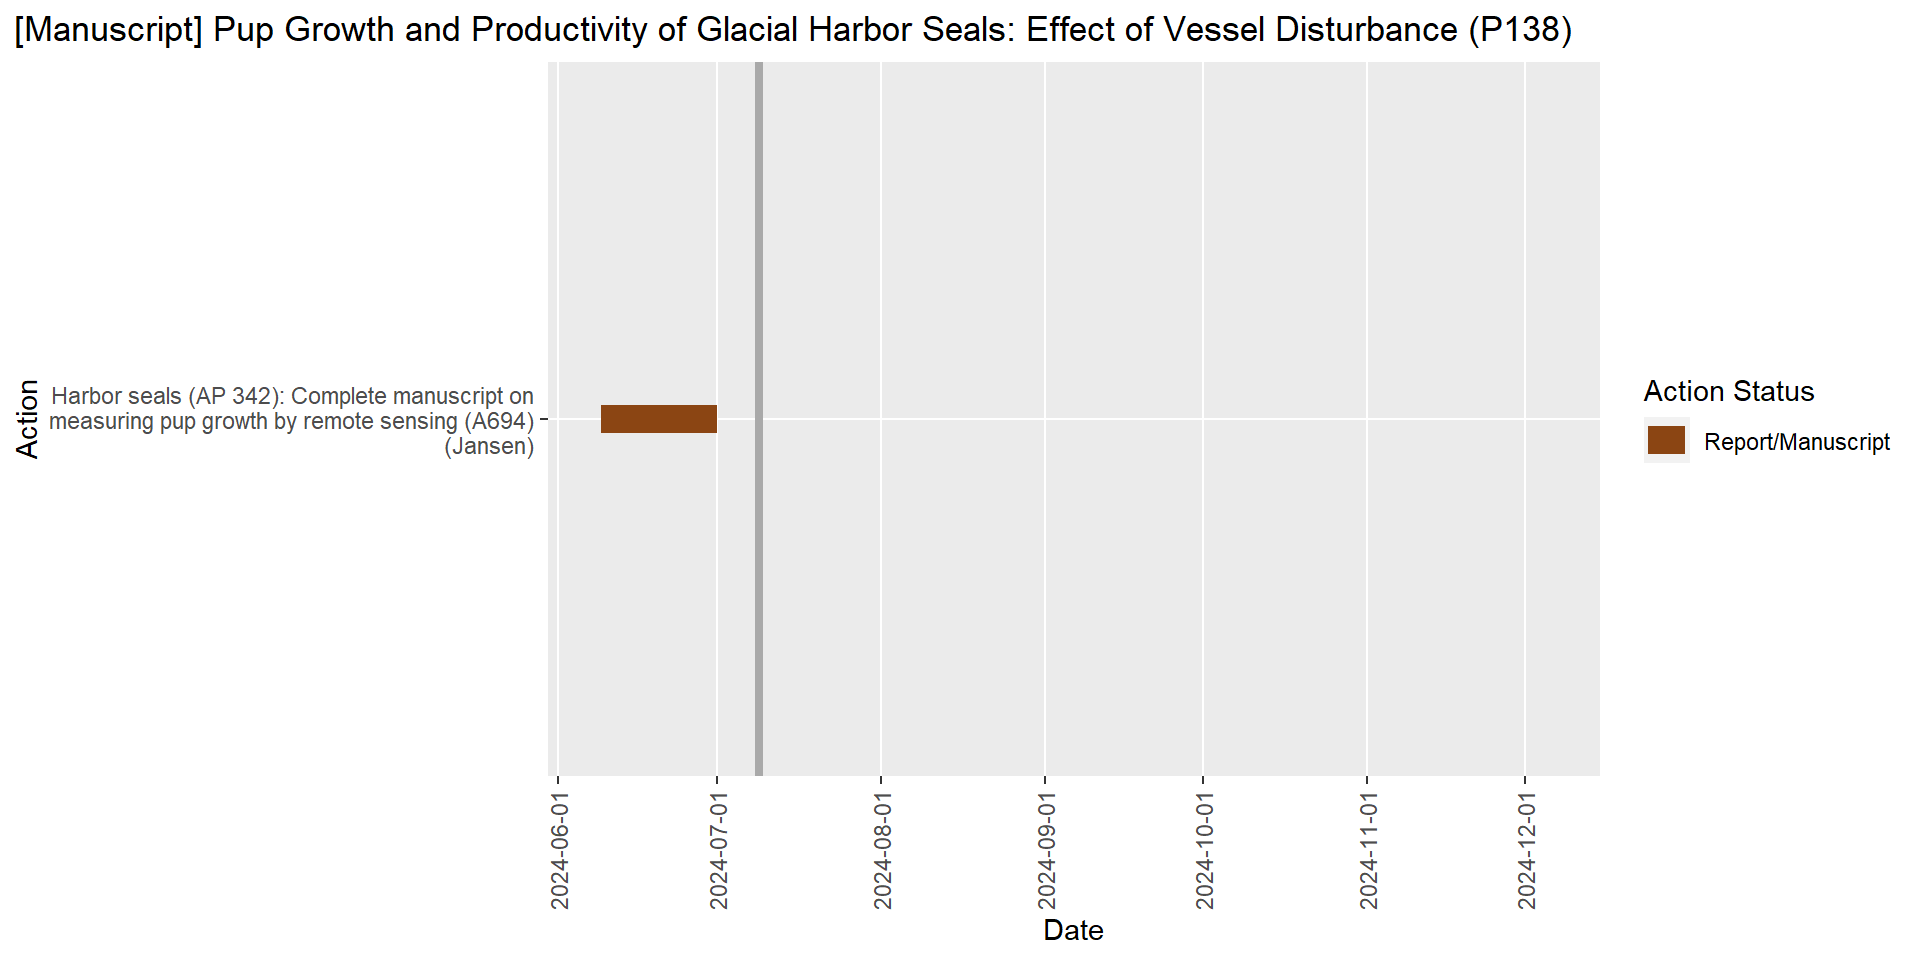 [Manuscript] Pup Growth and Productivity of Glacial Harbor Seals: Effect of Vessel Disturbance (P138)
Action
Harbor seals (AP 342): Complete manuscript on
measuring pup growth by remote sensing (A694)
(Jansen)
Action Status
Report/Manuscript
2024-06-01
2024-07-01
2024-08-01
2024-09-01
2024-10-01
2024-11-01
2024-12-01
Date